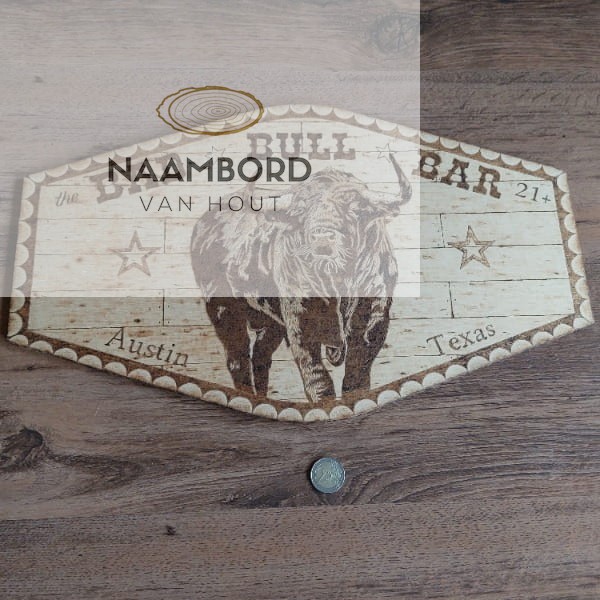 NAAMBORD
VAN HOUT
the BULL BAR 21+
Austin Texas